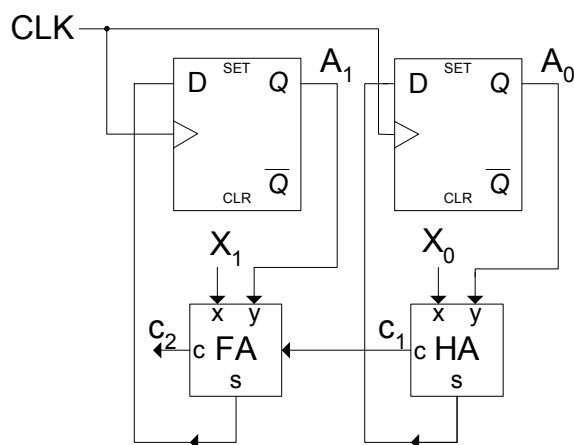 CLK
SET
D Q
A₁
Q̅
CLR
SET
D Q
A₀
Q̅
CLR
X₁
X₀
x y
c₂
c FA
s
x y
c₁
c HA
s